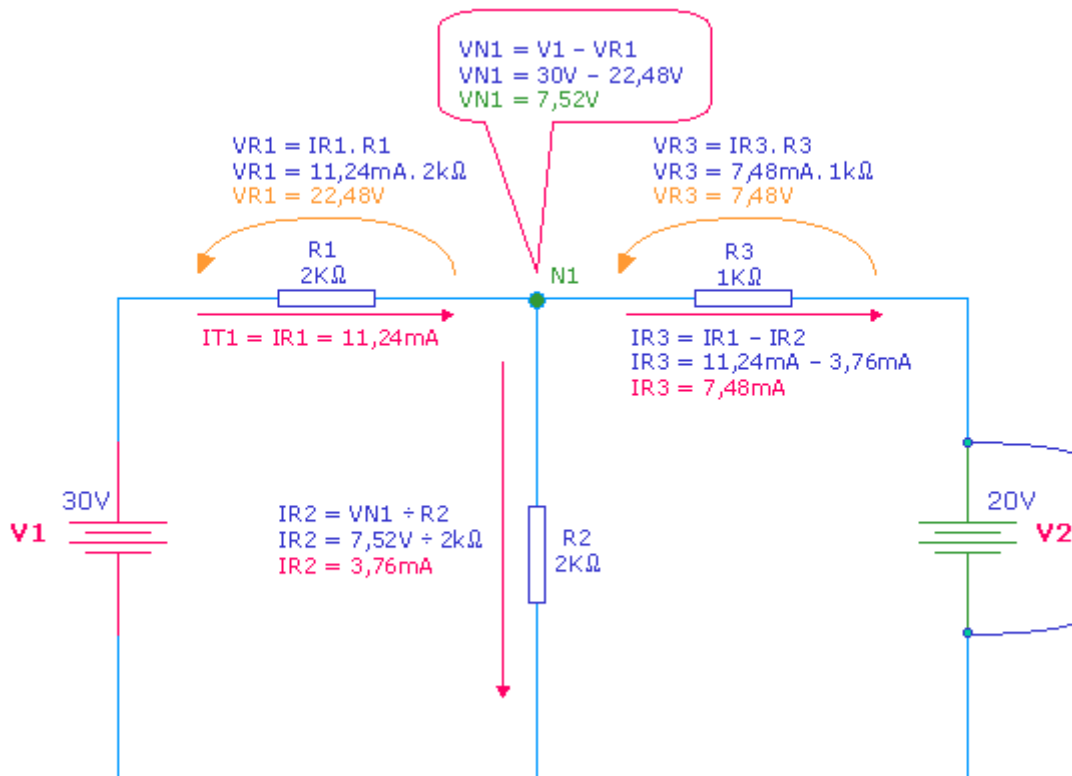 VN1 = V1 – VR1
VN1 = 30V – 22,48V
VN1 = 7,52V
VR1 = IR1. R1
VR1 = 11,24mA. 2kΩ
VR1 = 22,48V
VR3 = IR3. R3
VR3 = 7,48mA. 1kΩ
VR3 = 7,48V
R1
2KΩ
N1
R3
1KΩ
IT1 = IR1 = 11,24mA
IR3 = IR1 – IR2
IR3 = 11,24mA – 3,76mA
IR3 = 7,48mA
30V
V1
IR2 = VN1 ÷ R2
IR2 = 7,52V ÷ 2kΩ
IR2 = 3,76mA
R2
2KΩ
20V
V2